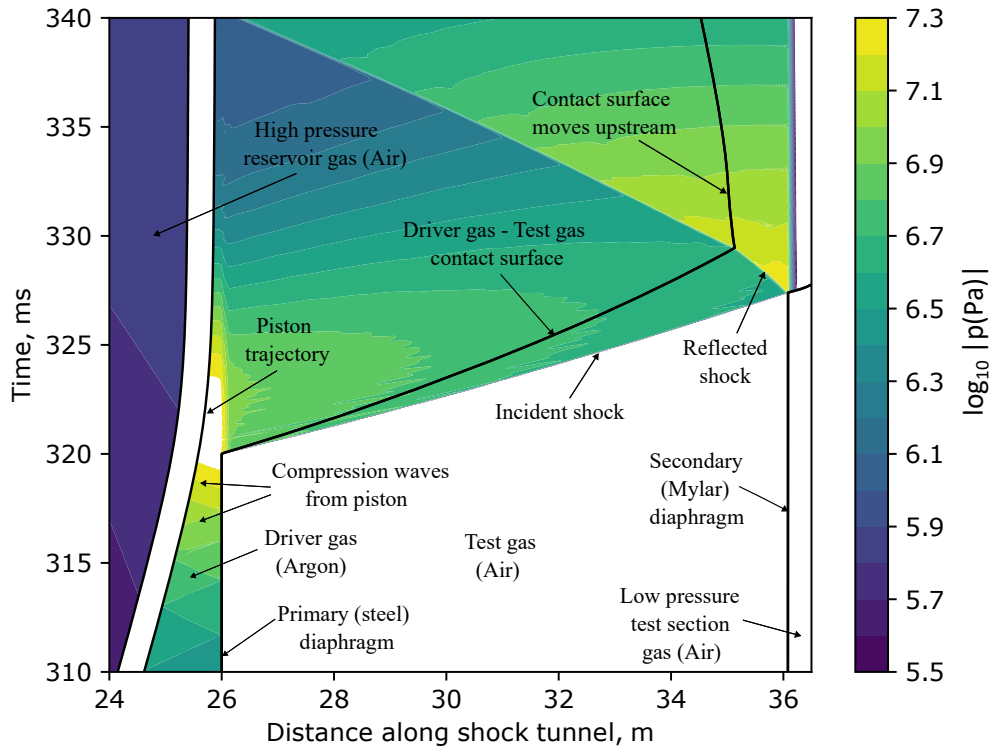 340
335
330
325
320
315
310
Time, ms
24
26
28
30
32
34
36
Distance along shock tunnel, m
High pressure
reservoir gas (Air)
Contact surface
moves upstream
Driver gas - Test gas
contact surface
Piston
trajectory
Reflected
shock
Incident shock
Compression waves
from piston
Secondary
(Mylar)
diaphragm
Driver gas
(Argon)
Test gas
(Air)
Primary (steel)
diaphragm
Low pressure
test section
gas (Air)
7.3
7.1
6.9
6.7
6.5
6.3
6.1
5.9
5.7
5.5
log₁₀ |p(Pa)|